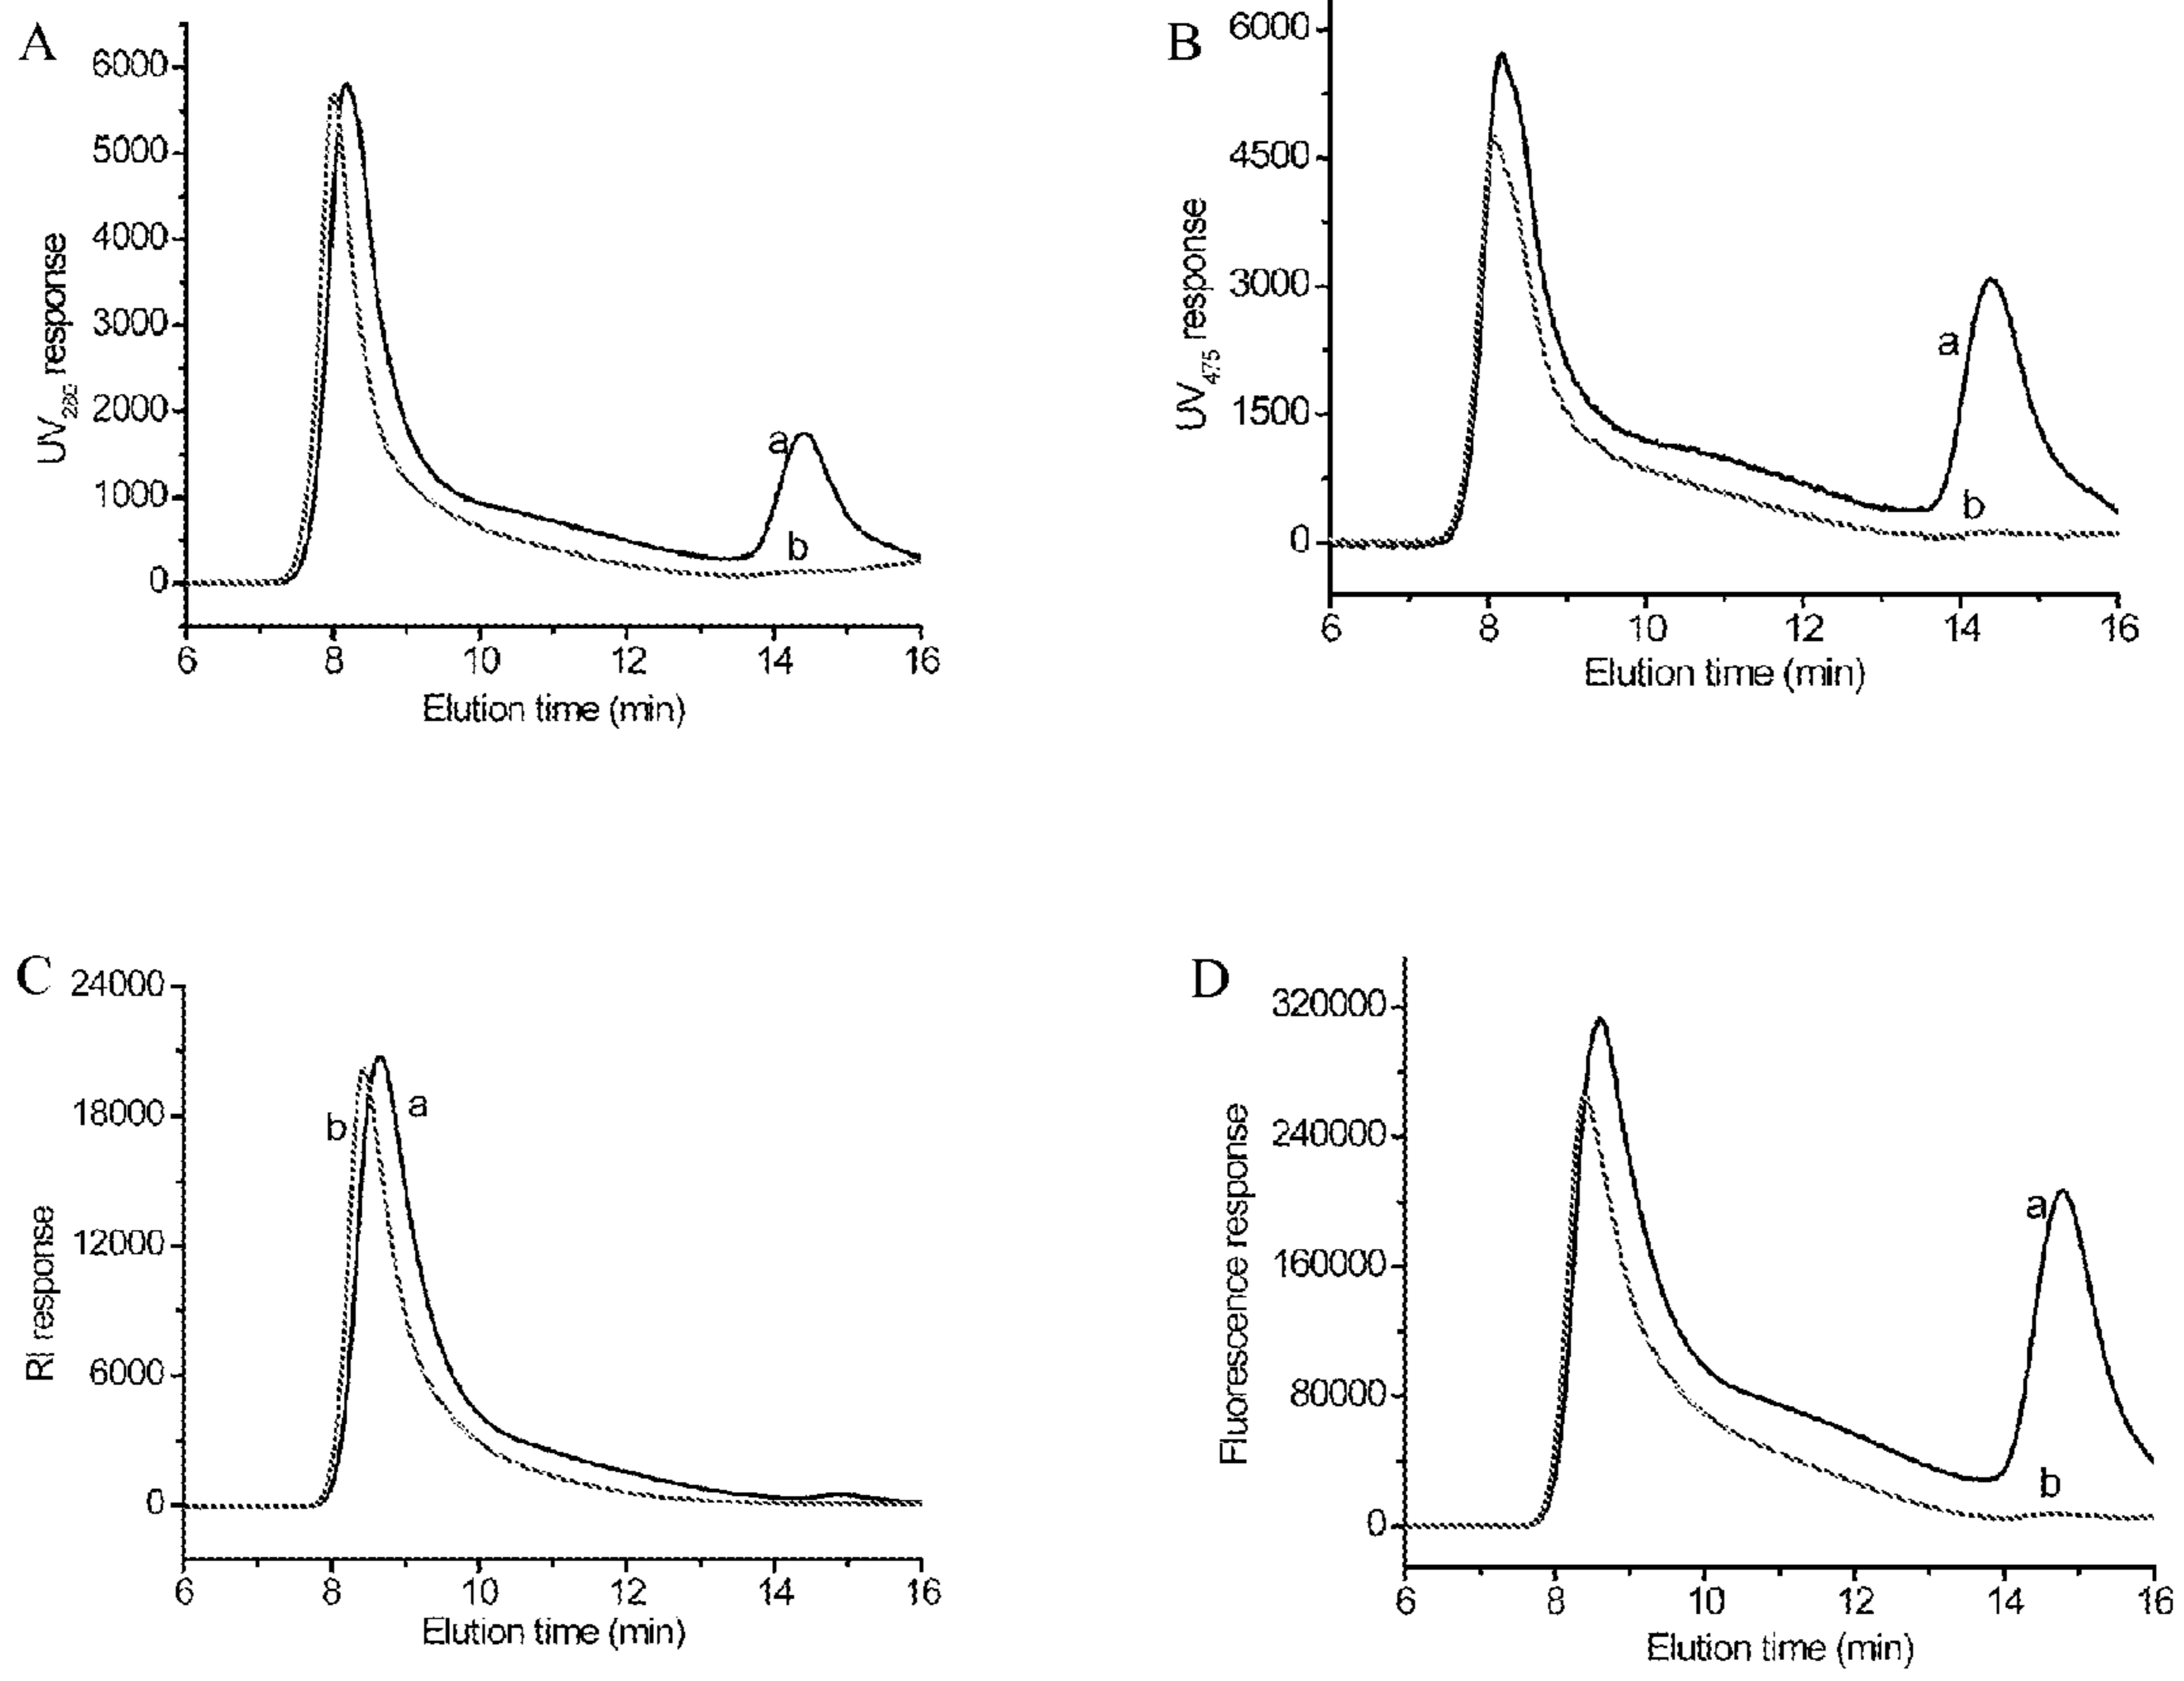 A
6000
5000
4000
3000
2000
1000
0
UV280 response
a
b
6 8 10 12 14 16
Elution time (min)
B
6000
4500
3000
1500
0
UV475 response
a
b
6 8 10 12 14 16
Elution time (min)
C
24000
18000
12000
6000
0
RI response
b
a
6 8 10 12 14 16
Elution time (min)
D
320000
240000
160000
80000
0
Fluorescence response
a
b
6 8 10 12 14 16
Elution time (min)